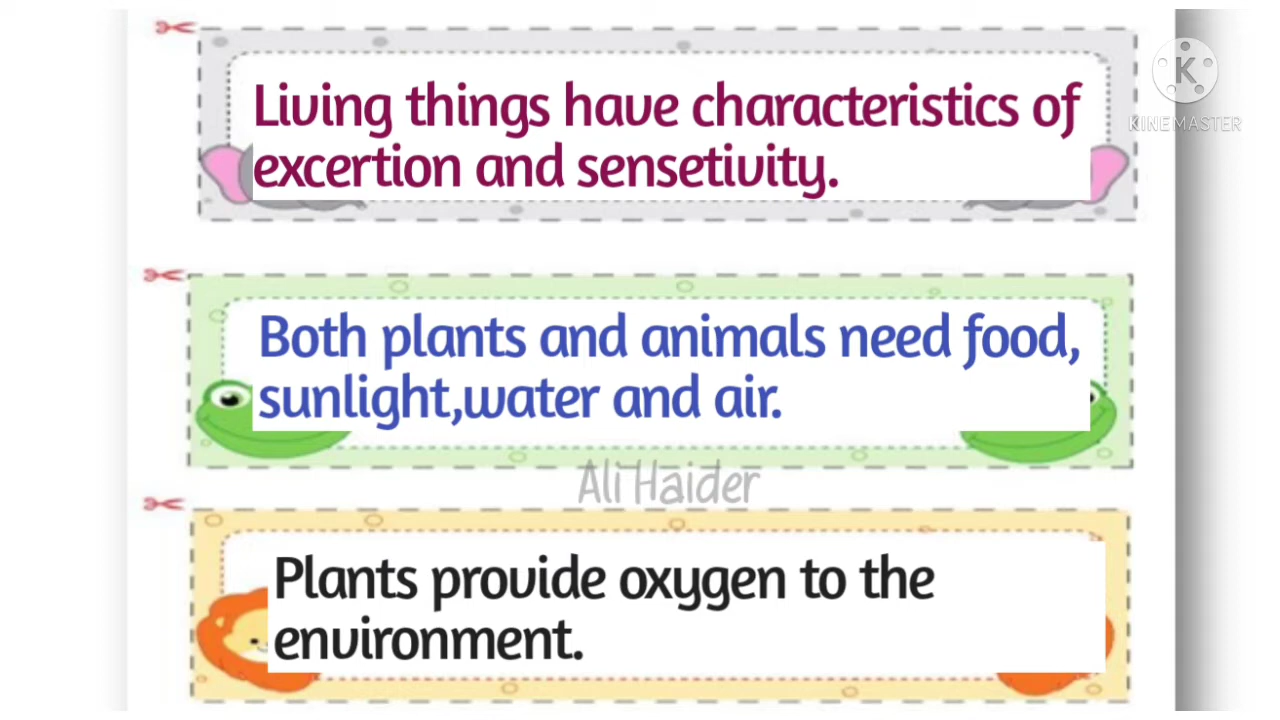 Living things have characteristics of
excertion and sensetivity.
K
KINEMASTER
Both plants and animals need food,
sunlight,water and air.
Ali Haider
Plants provide oxygen to the
environment.